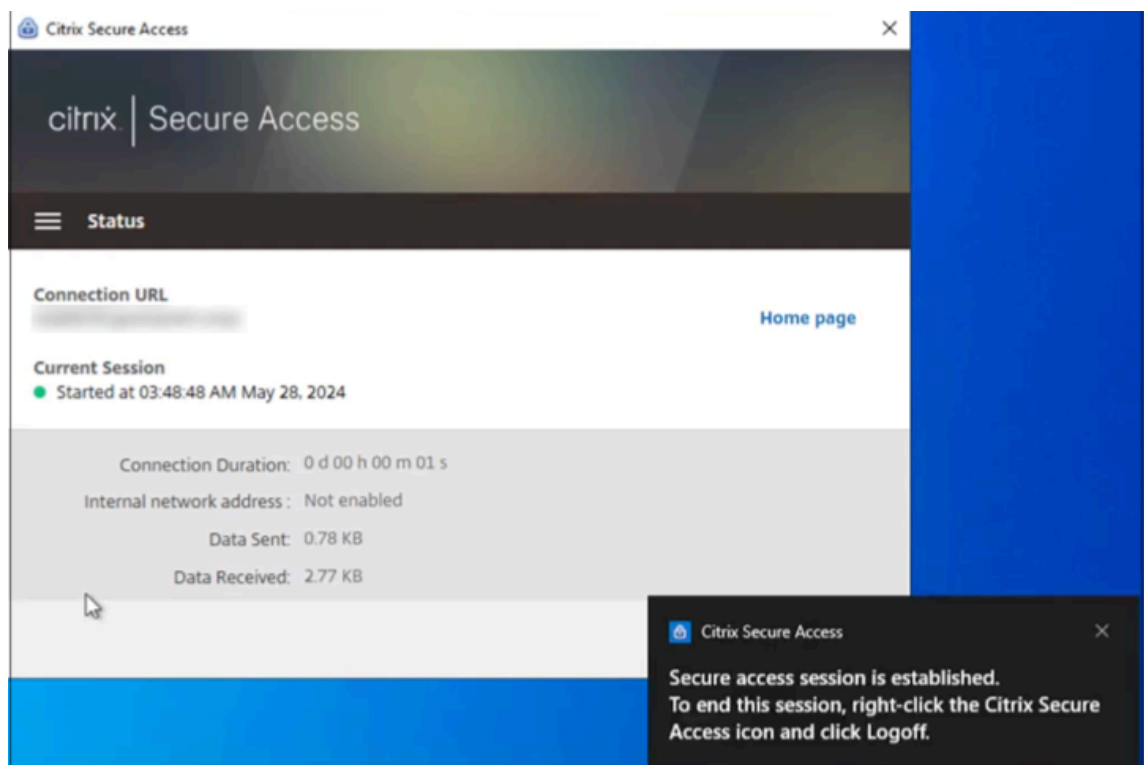 Citrix Secure Access
citrix | Secure Access
Status
Connection URL
Home page
Current Session
Started at 03:48:48 AM May 28, 2024
Connection Duration: 0 d 00 h 00 m 01 s
Internal network address : Not enabled
Data Sent: 0.78 KB
Data Received: 2.77 KB
Citrix Secure Access
Secure access session is established.
To end this session, right-click the Citrix Secure
Access icon and click Logoff.